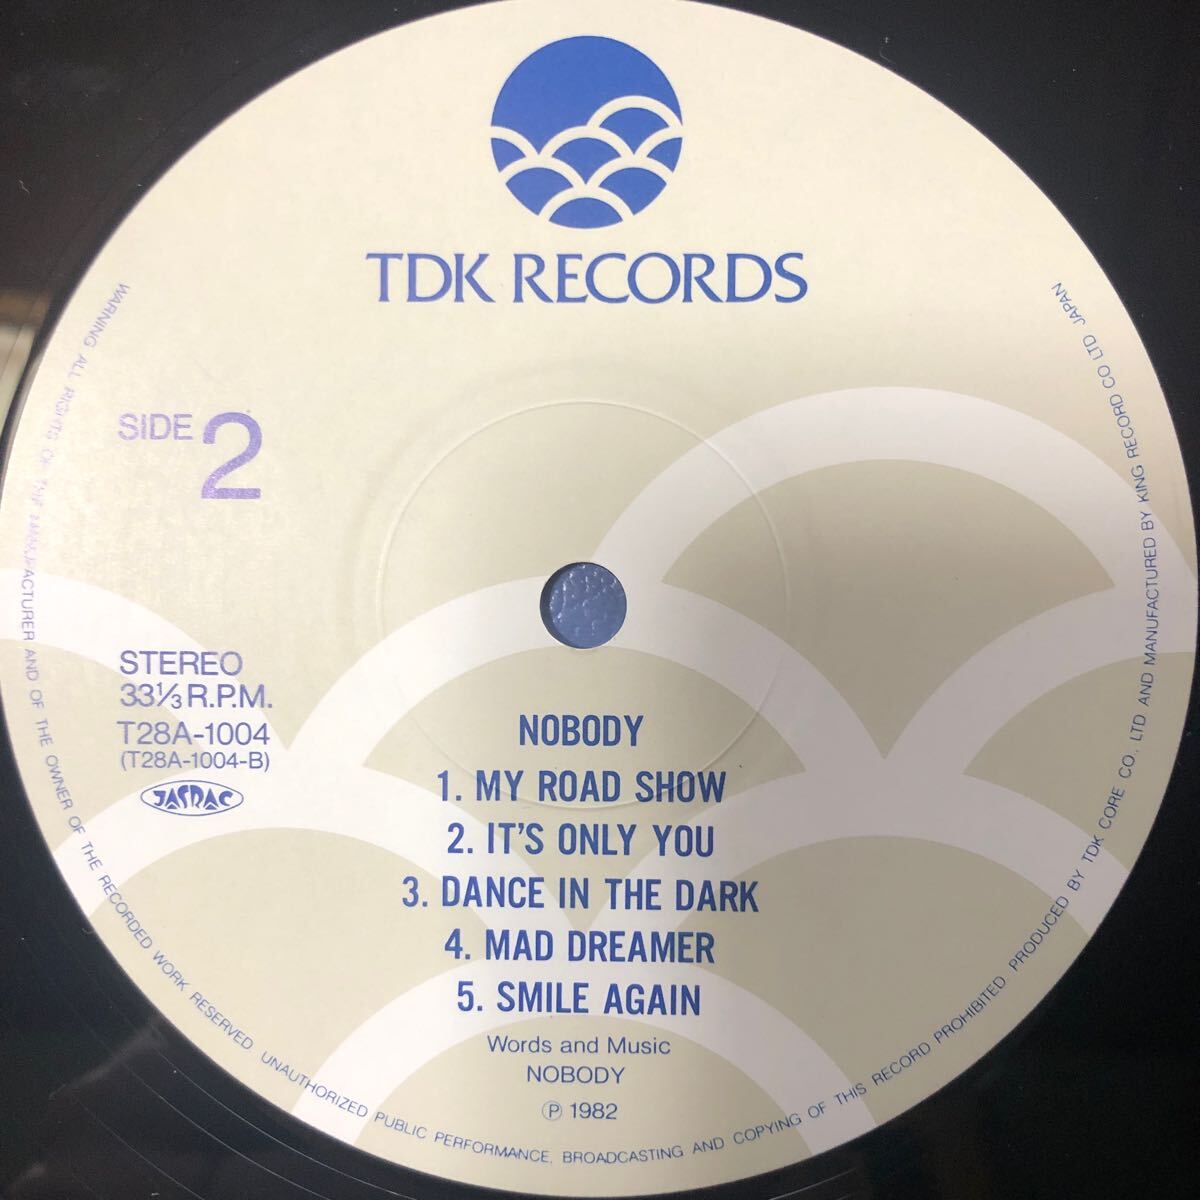 TDK RECORDS
SIDE 2
STEREO
33⅓ R.P.M.
T28A-1004
(T28A-1004-B)
JASRAC
NOBODY
1. MY ROAD SHOW
2. IT'S ONLY YOU
3. DANCE IN THE DARK
4. MAD DREAMER
5. SMILE AGAIN
Words and Music
NOBODY
Ⓟ 1982
WARNING ALL RIGHTS OF THE MANUFACTURER AND OF THE OWNER OF THE RECORDED WORK RESERVED. UNAUTHORIZED PUBLIC PERFORMANCE, BROADCASTING AND COPYING OF THIS RECORD PROHIBITED. PRODUCED BY TDK CORE CO., LTD AND MANUFACTURED BY KING RECORD CO LTD JAPAN